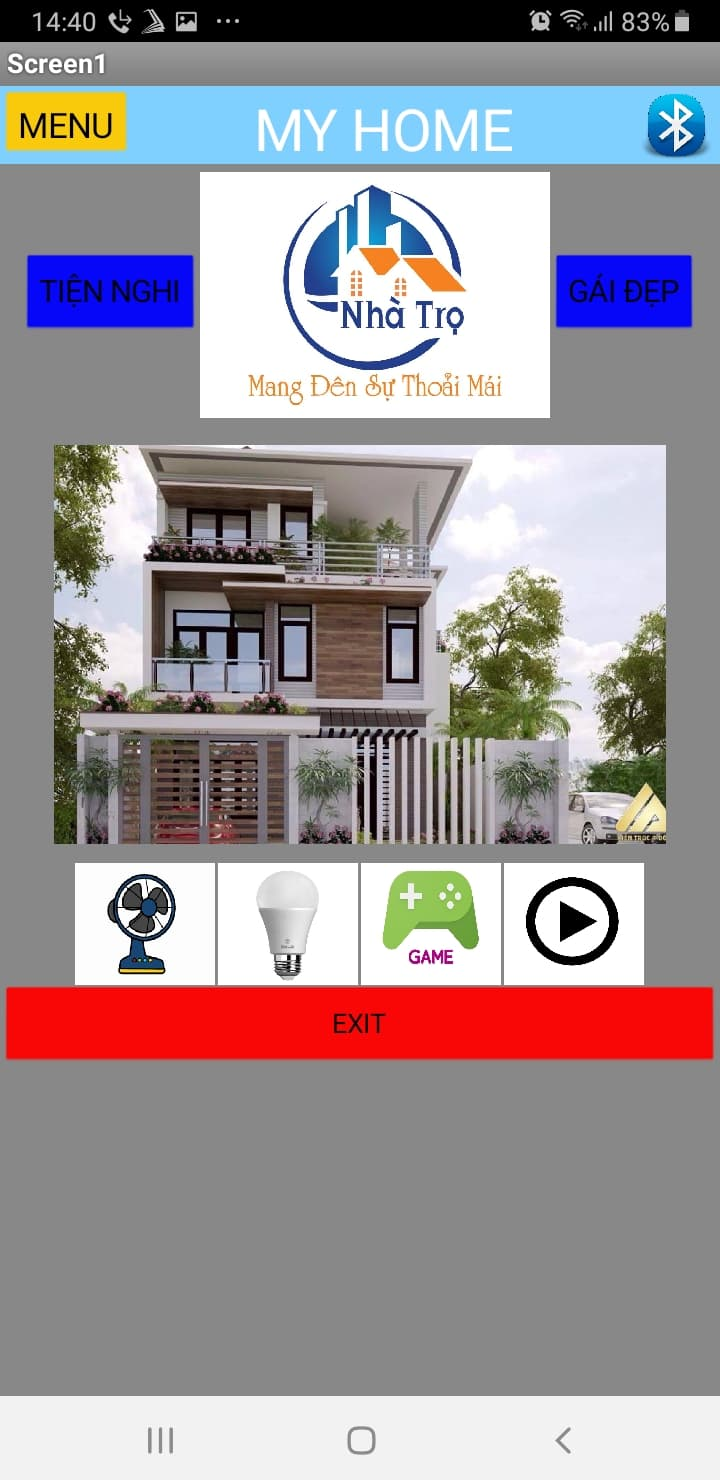 14:40
83%
Screen1
MENU
MY HOME
TIỆN NGHI
Nhà Trọ
GÁI ĐẸP
Mang Đên Sự Thoải Mái
GAME
EXIT